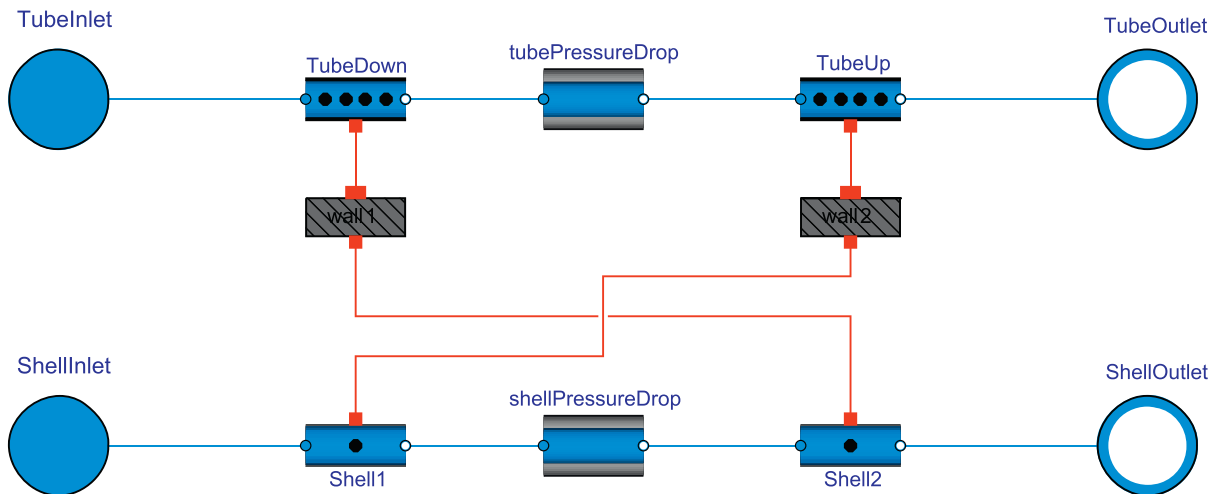 TubeInlet
TubeDown
tubePressureDrop
TubeUp
TubeOutlet
wall1
wall2
ShellInlet
Shell1
shellPressureDrop
Shell2
ShellOutlet